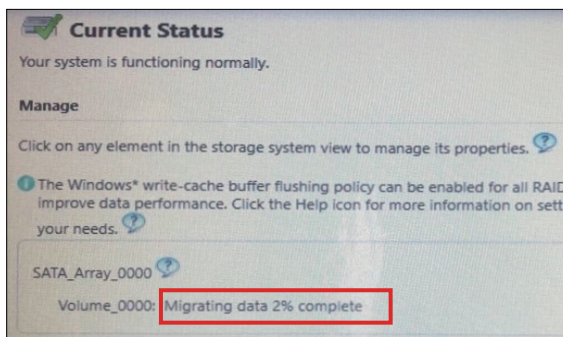 Current Status
Your system is functioning normally.
Manage
Click on any element in the storage system view to manage its properties.
The Windows* write-cache buffer flushing policy can be enabled for all RAID
improve data performance. Click the Help icon for more information on sett
your needs.
SATA_Array_0000
Volume_0000: Migrating data 2% complete